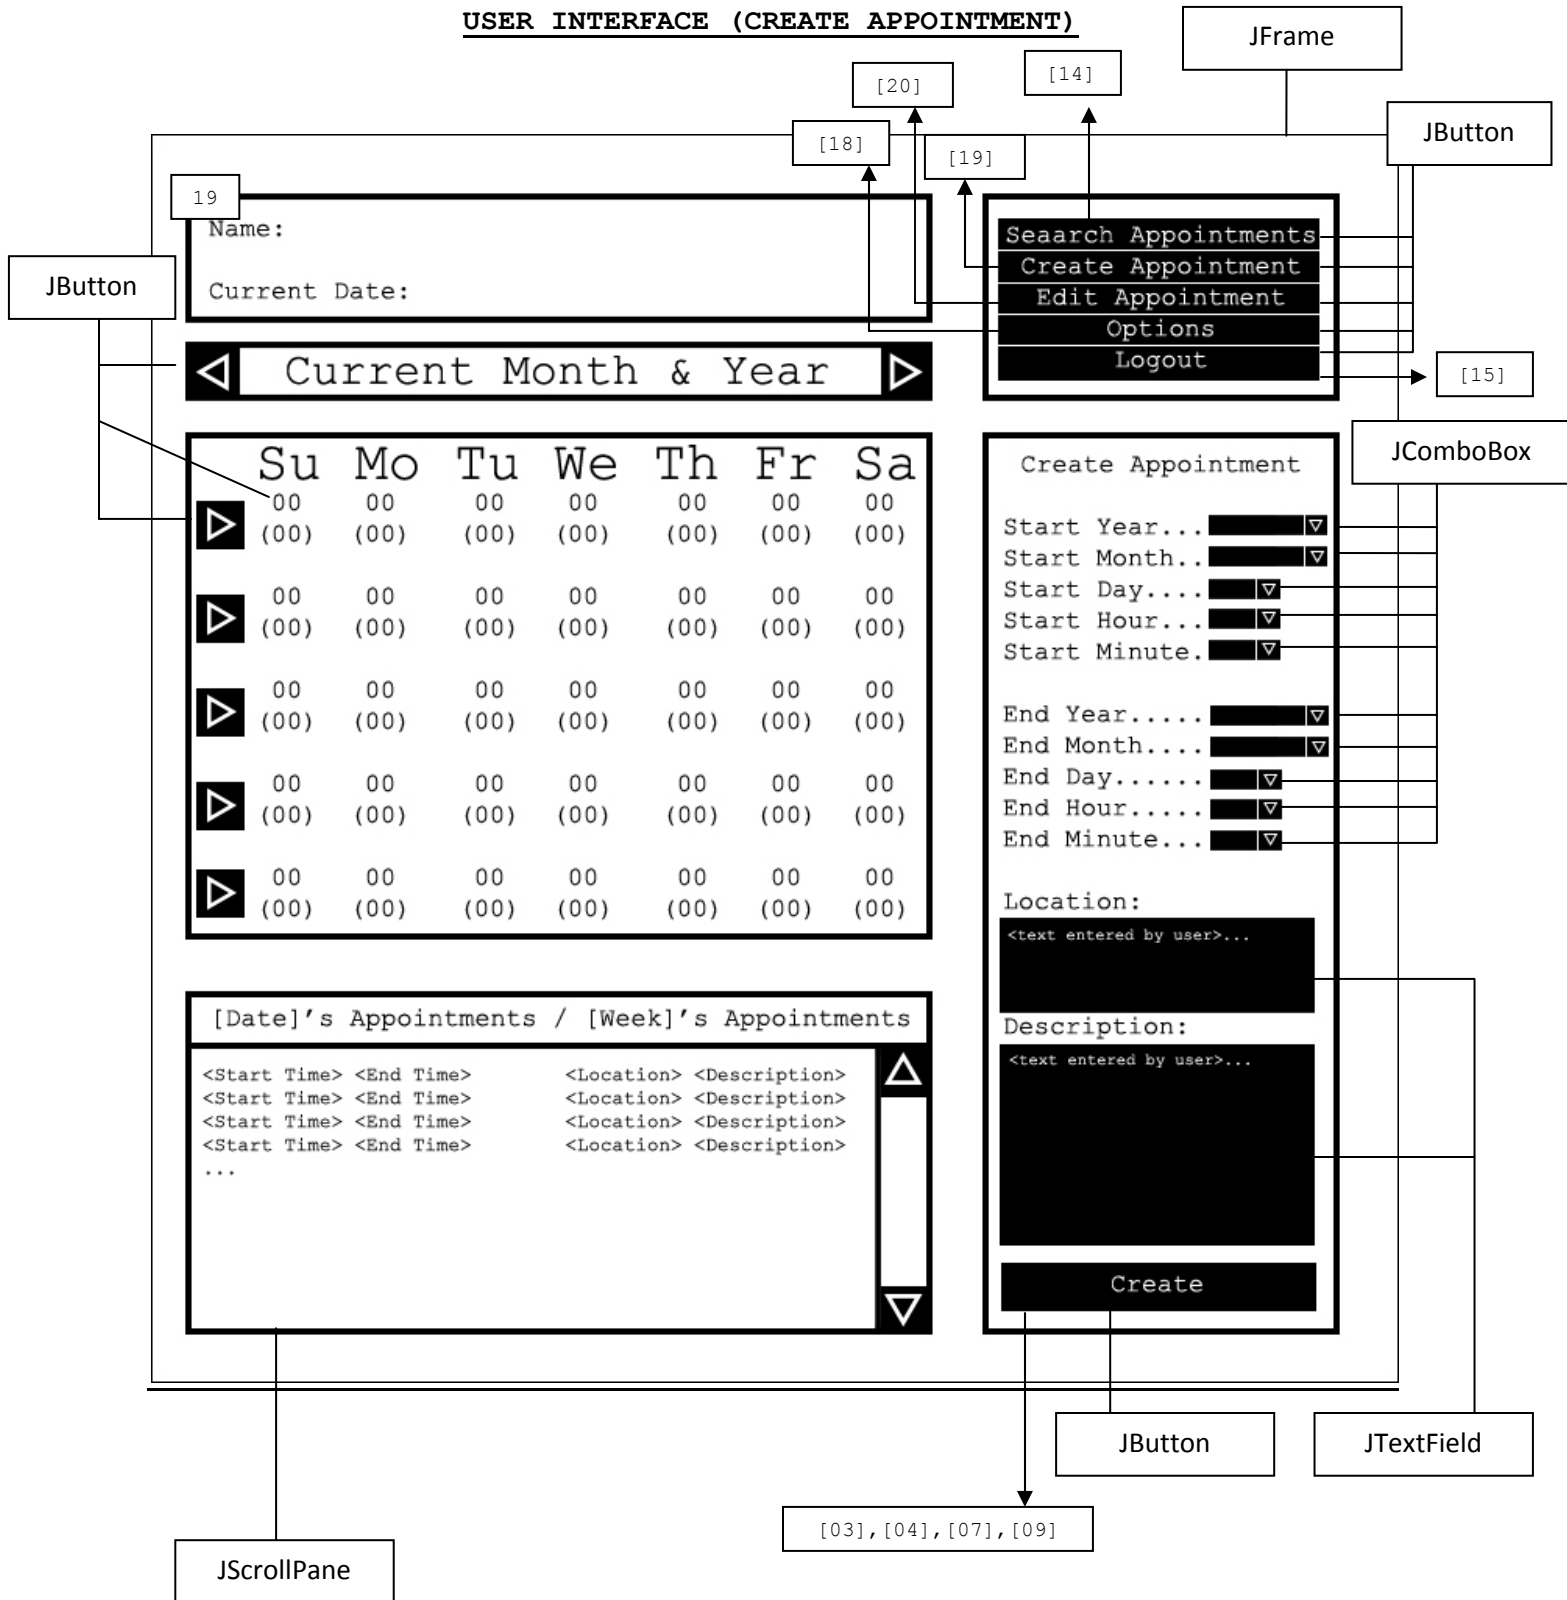 USER INTERFACE (CREATE APPOINTMENT)
JFrame
[14]
[20]
JButton
[18]
[19]
19
Name:
Current Date:
JButton
Seaarch Appointments
Create Appointment
Edit Appointment
Options
Logout
[15]
Current Month & Year
JComboBox
Su Mo Tu We Th Fr Sa
00 00 00 00 00 00 00
(00) (00) (00) (00) (00) (00) (00)
00 00 00 00 00 00 00
(00) (00) (00) (00) (00) (00) (00)
00 00 00 00 00 00 00
(00) (00) (00) (00) (00) (00) (00)
00 00 00 00 00 00 00
(00) (00) (00) (00) (00) (00) (00)
00 00 00 00 00 00 00
(00) (00) (00) (00) (00) (00) (00)
Create Appointment
Start Year...
Start Month..
Start Day....
Start Hour...
Start Minute.
End Year.....
End Month....
End Day......
End Hour.....
End Minute...
Location:
<text entered by user>...
Description:
<text entered by user>...
Create
[Date]'s Appointments / [Week]'s Appointments
<Start Time> <End Time> <Location> <Description>
<Start Time> <End Time> <Location> <Description>
<Start Time> <End Time> <Location> <Description>
<Start Time> <End Time> <Location> <Description>
...
JButton
JTextField
[03],[04],[07],[09]
JScrollPane